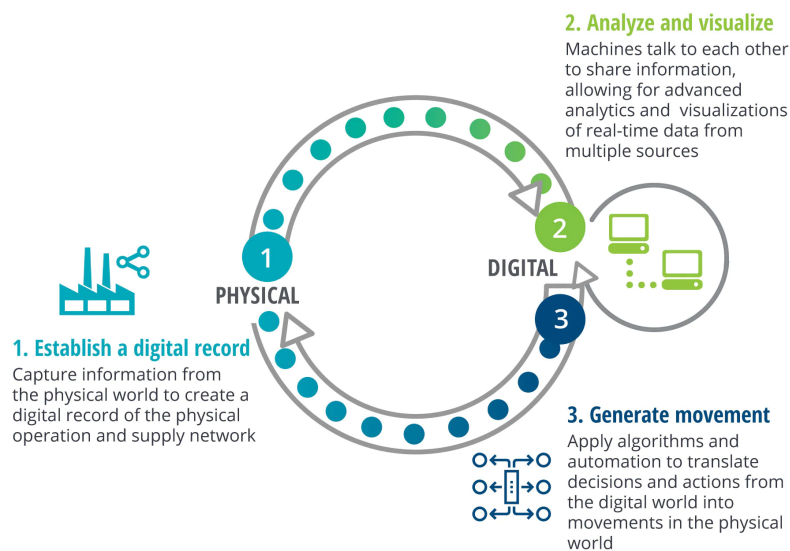 2. Analyze and visualize
Machines talk to each other
to share information,
allowing for advanced
analytics and visualizations
of real-time data from
multiple sources
2
1
DIGITAL
PHYSICAL
3
1. Establish a digital record
Capture information from
the physical world to create a
digital record of the physical
operation and supply network
3. Generate movement
Apply algorithms and
automation to translate
decisions and actions from
the digital world into
movements in the physical
world